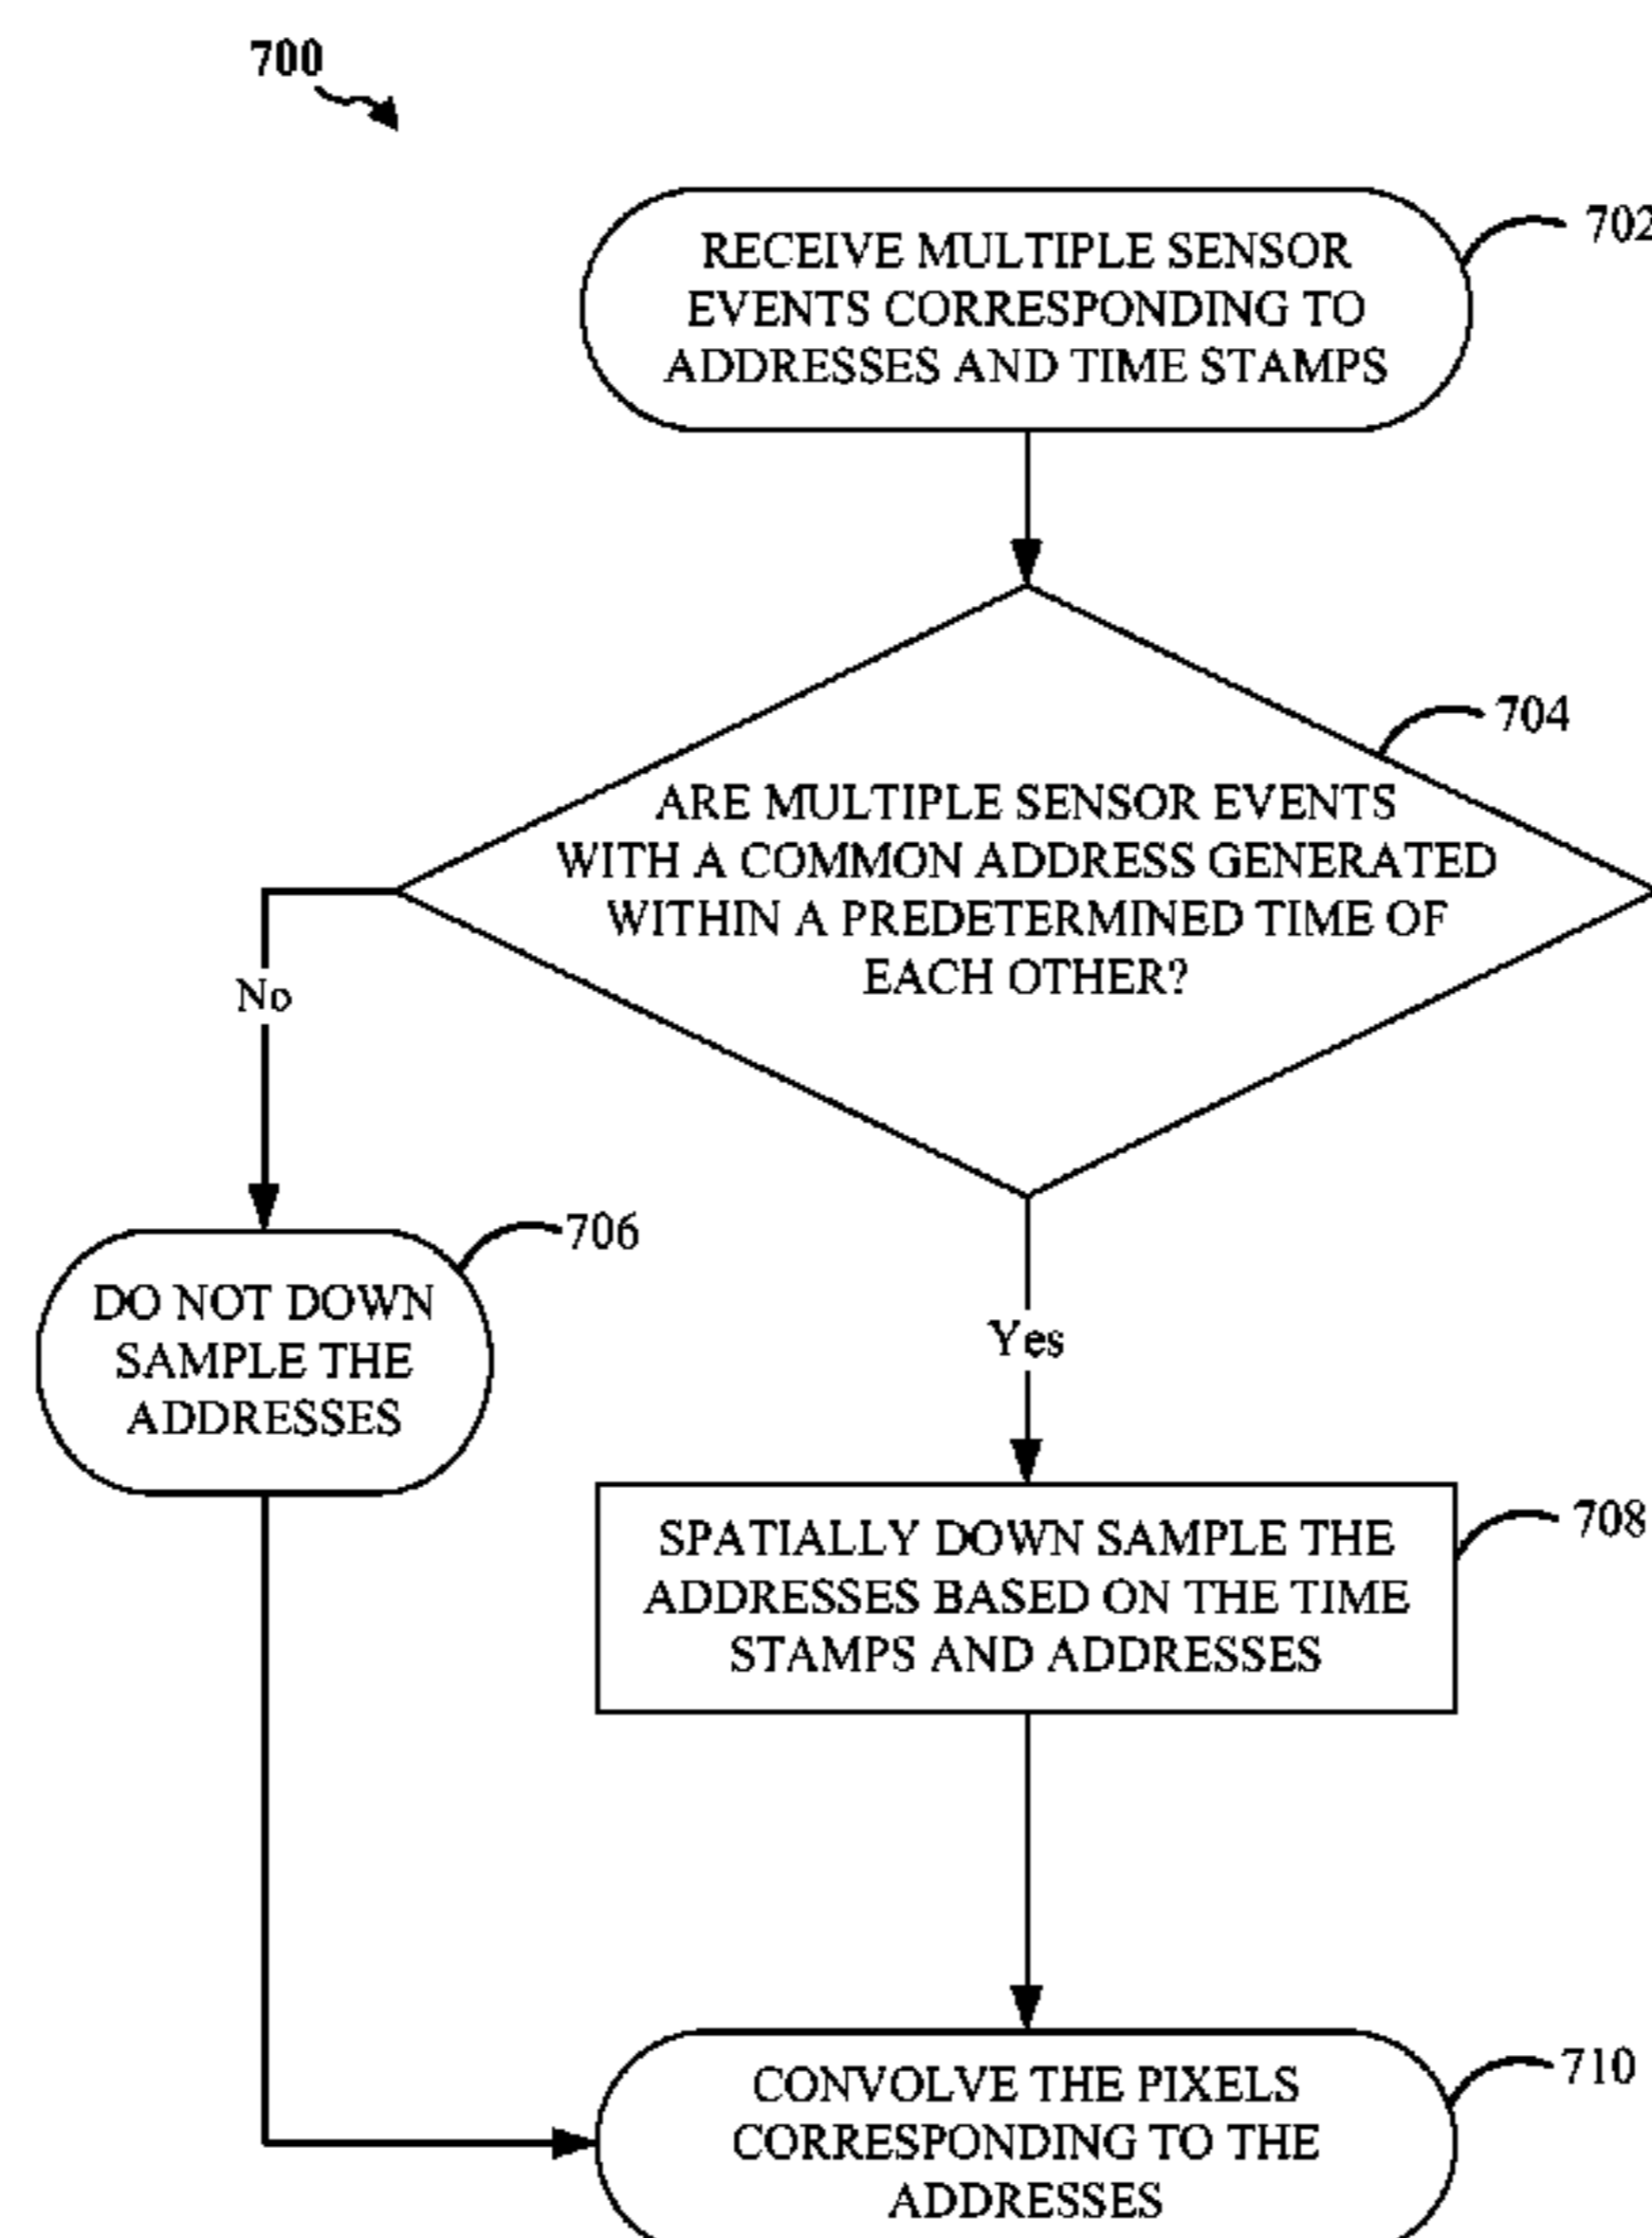 700
RECEIVE MULTIPLE SENSOR
EVENTS CORRESPONDING TO
ADDRESSES AND TIME STAMPS
702
704
ARE MULTIPLE SENSOR EVENTS
WITH A COMMON ADDRESS GENERATED
WITHIN A PREDETERMINED TIME OF
EACH OTHER?
No
Yes
706
DO NOT DOWN
SAMPLE THE
ADDRESSES
708
SPATIALLY DOWN SAMPLE THE
ADDRESSES BASED ON THE TIME
STAMPS AND ADDRESSES
710
CONVOLVE THE PIXELS
CORRESPONDING TO THE
ADDRESSES